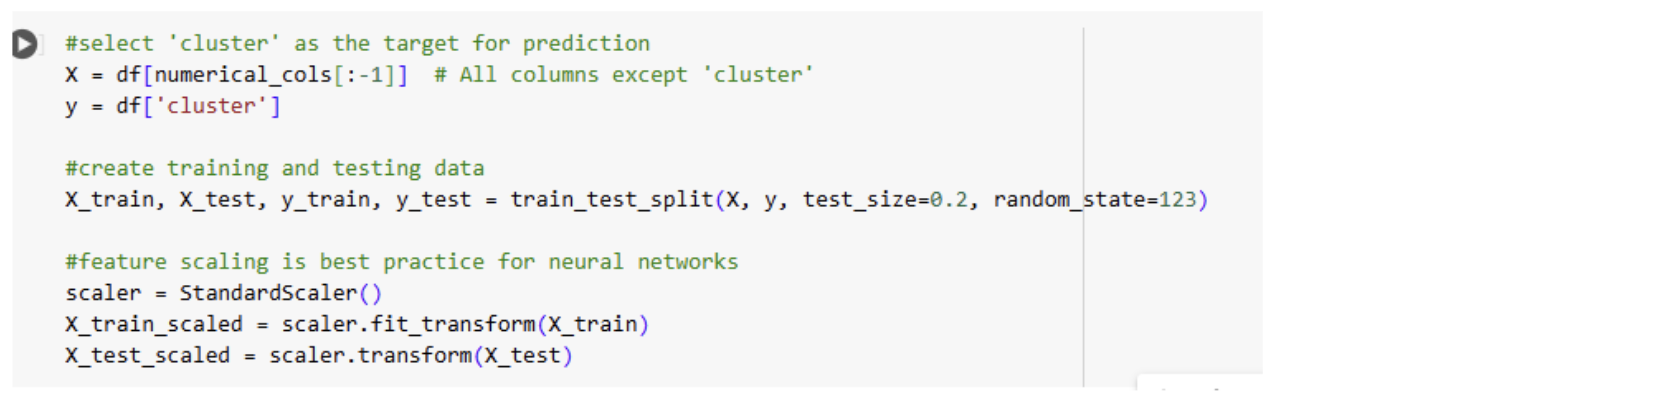 #select 'cluster' as the target for prediction
X = df[numerical_cols[:-1]]  # All columns except 'cluster'
y = df['cluster']
#create training and testing data
X_train, X_test, y_train, y_test = train_test_split(X, y, test_size=0.2, random_state=123)
#feature scaling is best practice for neural networks
scaler = StandardScaler()
X_train_scaled = scaler.fit_transform(X_train)
X_test_scaled = scaler.transform(X_test)